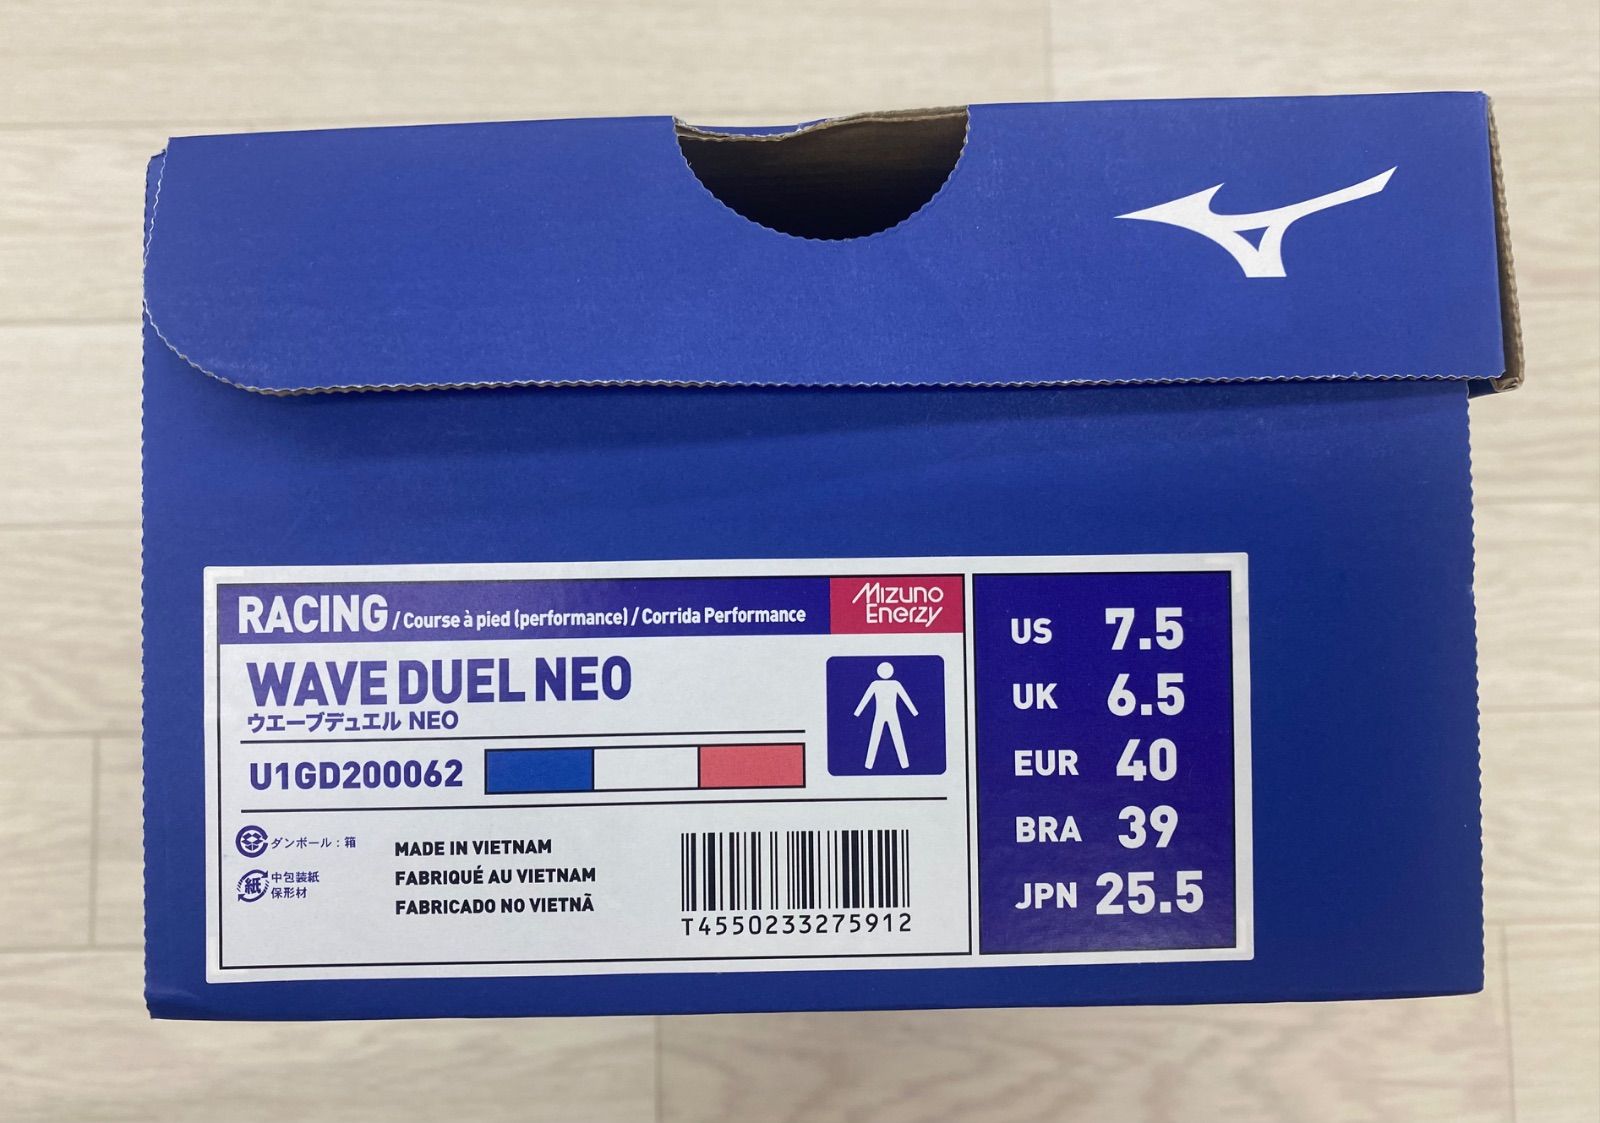 RACING / Course à pied (performance) / Corrida Performance
Mizuno
Enerzy
WAVE DUEL NEO
ウエーブデュエル NEO
U1GD200062
ダンボール：箱
紙
中包装紙
保形材
MADE IN VIETNAM
FABRIQUÉ AU VIETNAM
FABRICADO NO VIETNÃ
T4550233275912
US 7.5
UK 6.5
EUR 40
BRA 39
JPN 25.5